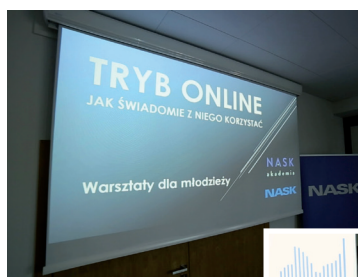 TRYB ONLINE
JAK ŚWIADOMIE Z NIEGO KORZYSTAĆ
NASK
akademia
Warsztaty dla młodzieży
NASK
NASK